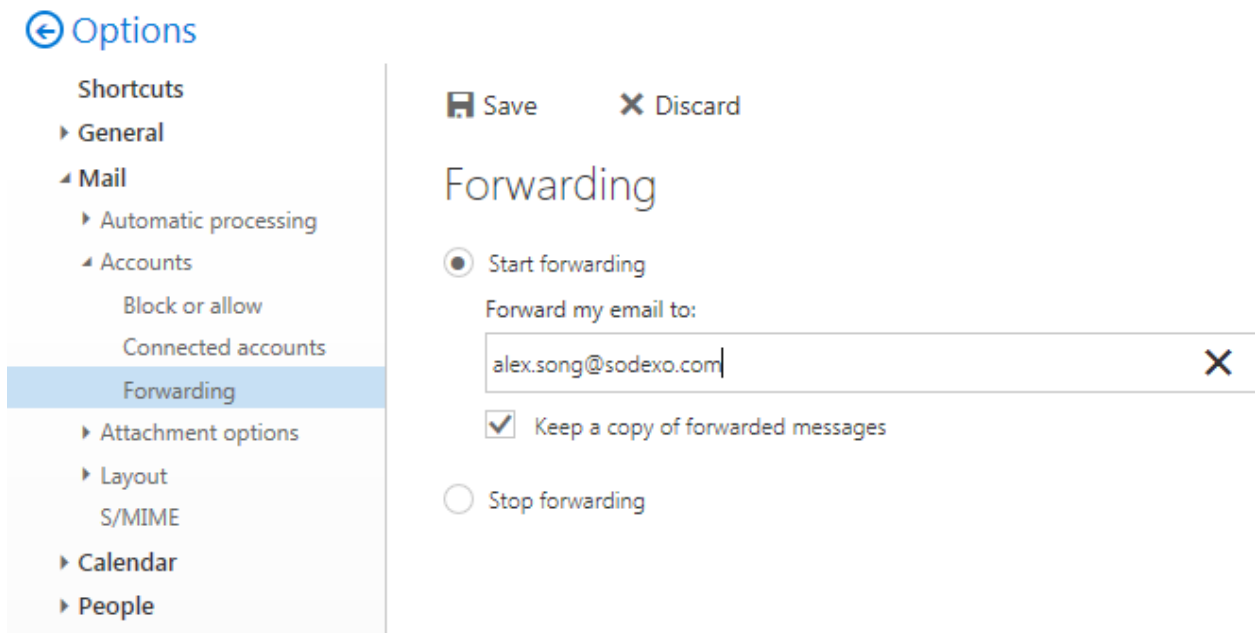 Options
Shortcuts
General
Mail
Automatic processing
Accounts
Block or allow
Connected accounts
Forwarding
Attachment options
Layout
S/MIME
Calendar
People
Save Discard
Forwarding
Start forwarding
Forward my email to:
alex.song@sodexo.com
Keep a copy of forwarded messages
Stop forwarding